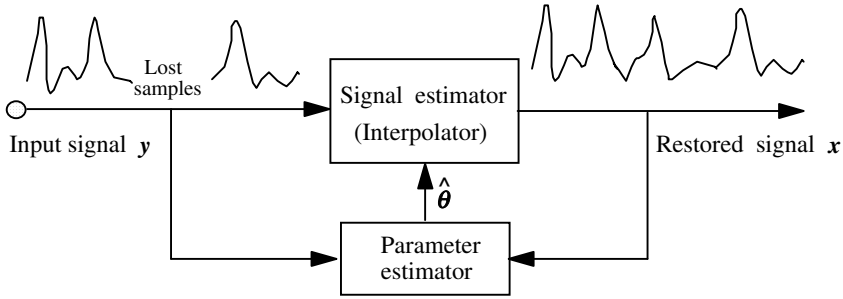 Lost
samples
Signal estimator
(Interpolator)
Input signal y
Restored signal x
θ̂
Parameter
estimator